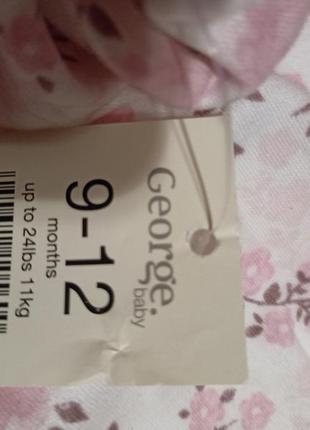 George.
baby
9-12
months
up to 24lbs 11kg